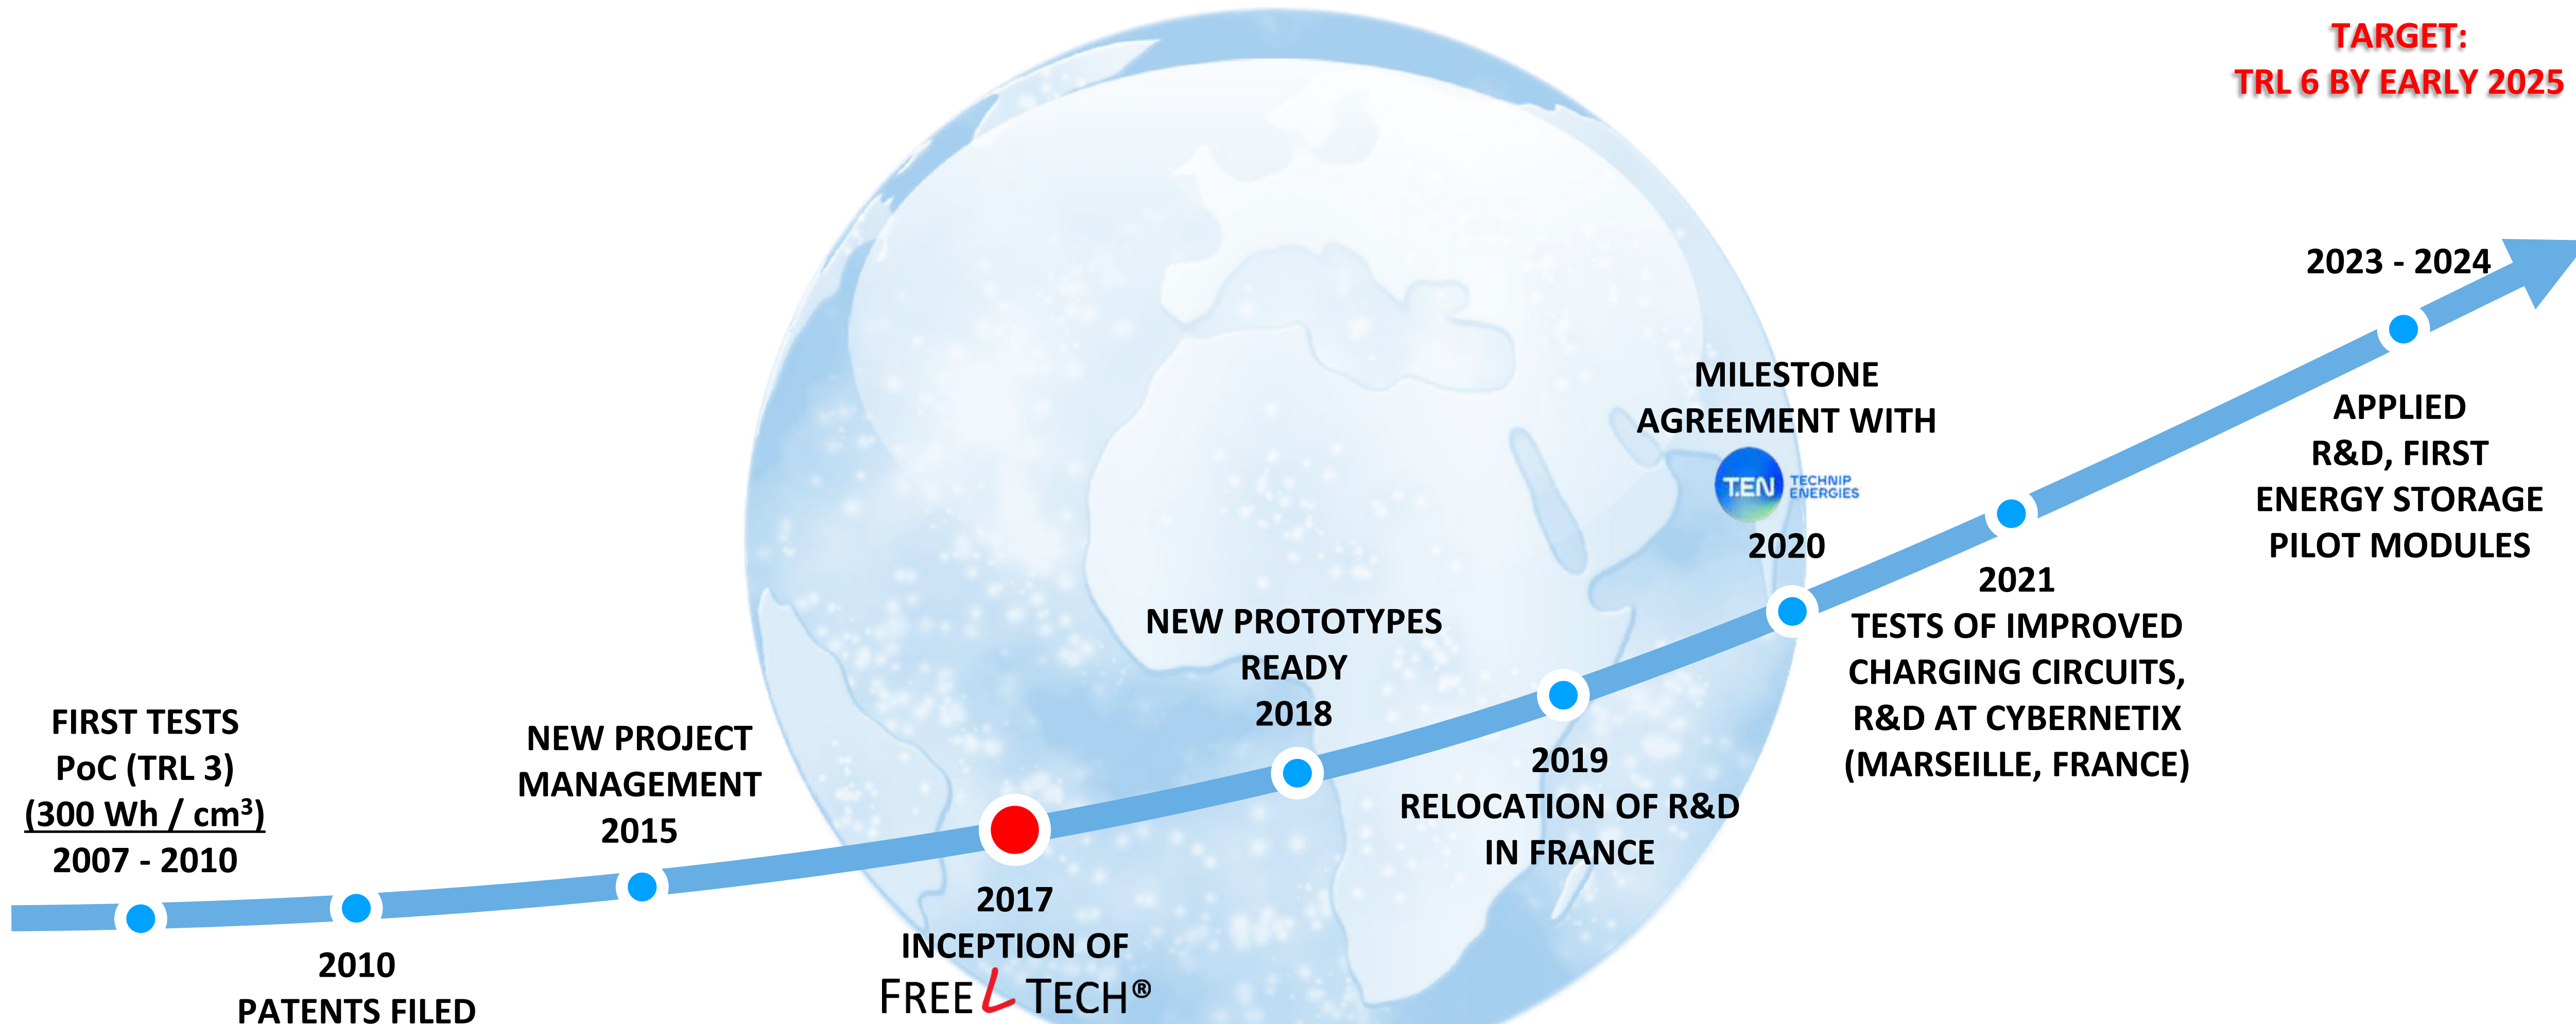 TARGET:
TRL 6 BY EARLY 2025
FIRST TESTS
PoC (TRL 3)
(300 Wh / cm³)
2007 - 2010
2010
PATENTS FILED
NEW PROJECT
MANAGEMENT
2015
2017
INCEPTION OF
FREE L TECH®
NEW PROTOTYPES
READY
2018
2019
RELOCATION OF R&D
IN FRANCE
MILESTONE
AGREEMENT WITH
T.EN TECHNIP
ENERGIES
2020
2021
TESTS OF IMPROVED
CHARGING CIRCUITS,
R&D AT CYBERNETIX
(MARSEILLE, FRANCE)
2023 - 2024
APPLIED
R&D, FIRST
ENERGY STORAGE
PILOT MODULES